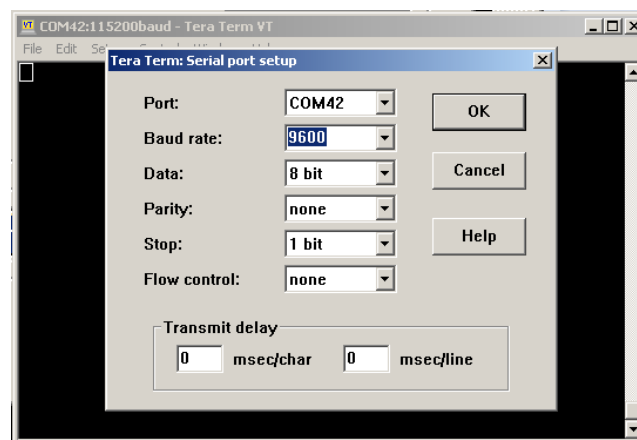 COM42:115200baud - Tera Term VT
File Edit
Tera Term: Serial port setup
Port: COM42
OK
Baud rate: 9600
Data: 8 bit
Cancel
Parity: none
Stop: 1 bit
Help
Flow control: none
Transmit delay
0 msec/char 0 msec/line